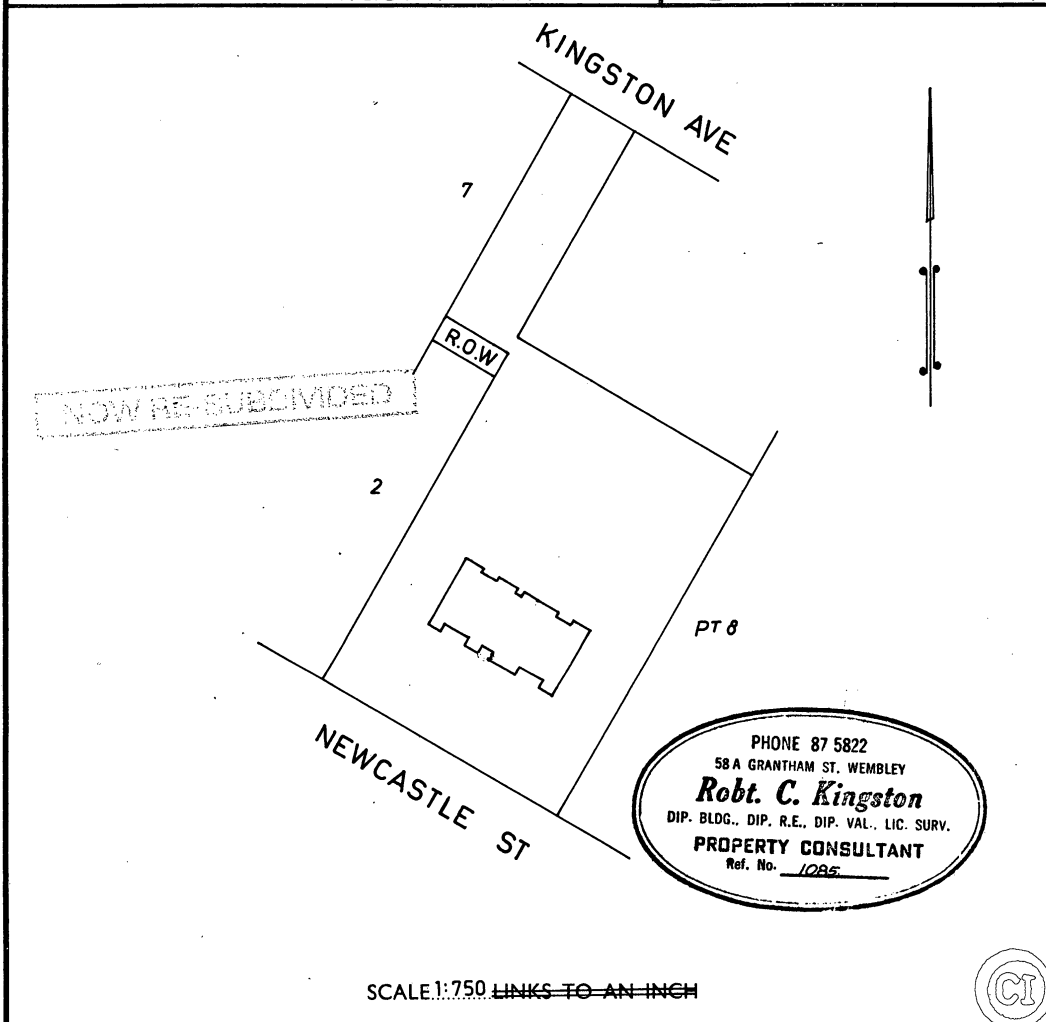 KINGSTON AVE
7
R.O.W
NOW RE-SUBDIVIDED
2
PT 8
NEWCASTLE ST
PHONE 87 5822
58A GRANTHAM ST. WEMBLEY
Robt. C. Kingston
DIP. BLDG., DIP. R.E., DIP. VAL., LIC. SURV.
PROPERTY CONSULTANT
Ref. No. 1085
SCALE 1:750 LINKS TO AN INCH
CI